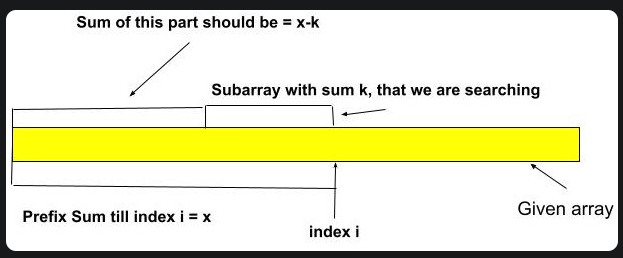 Sum of this part should be = x-k
Subarray with sum k, that we are searching
Prefix Sum till index i = x
index i
Given array